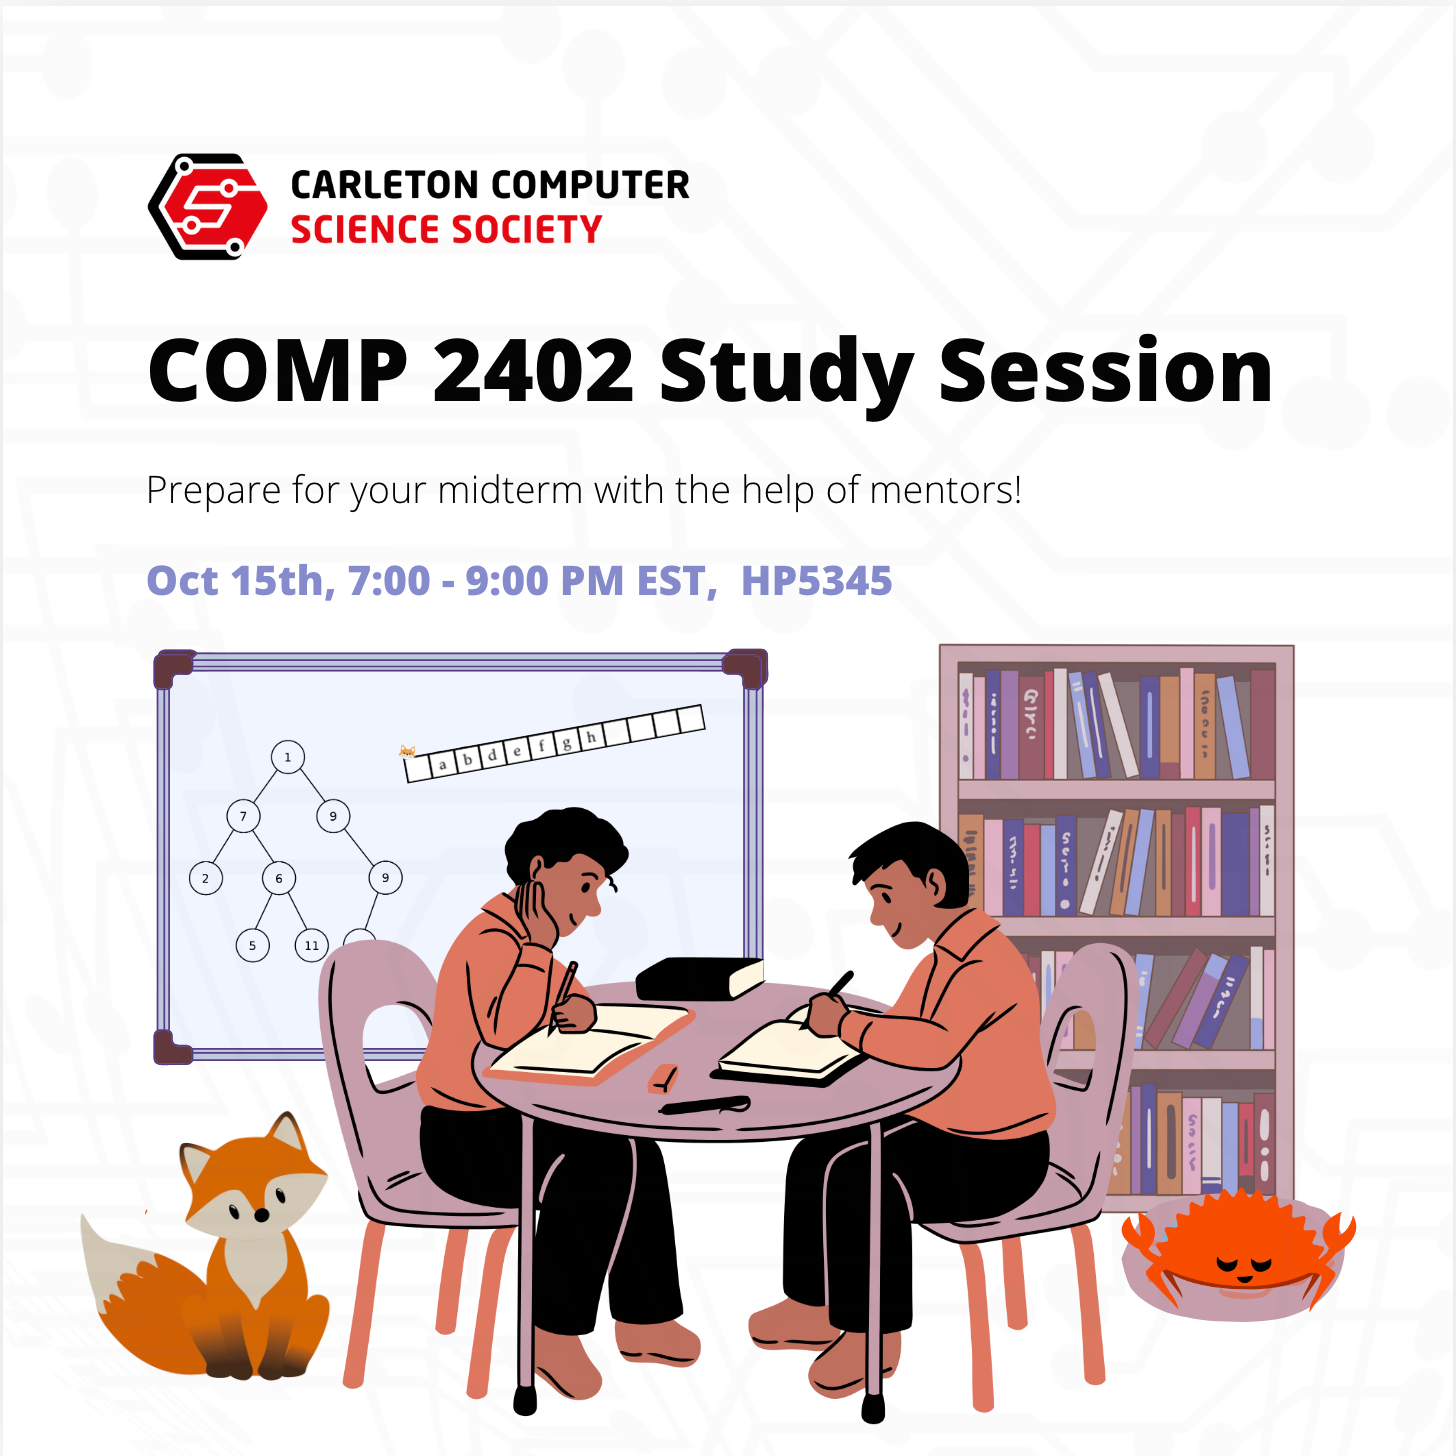 CARLETON COMPUTER
SCIENCE SOCIETY
COMP 2402 Study Session
Prepare for your midterm with the help of mentors!
Oct 15th, 7:00 - 9:00 PM EST, HP5345
a b d e f g h
1
7 9
2 6 9
5 11